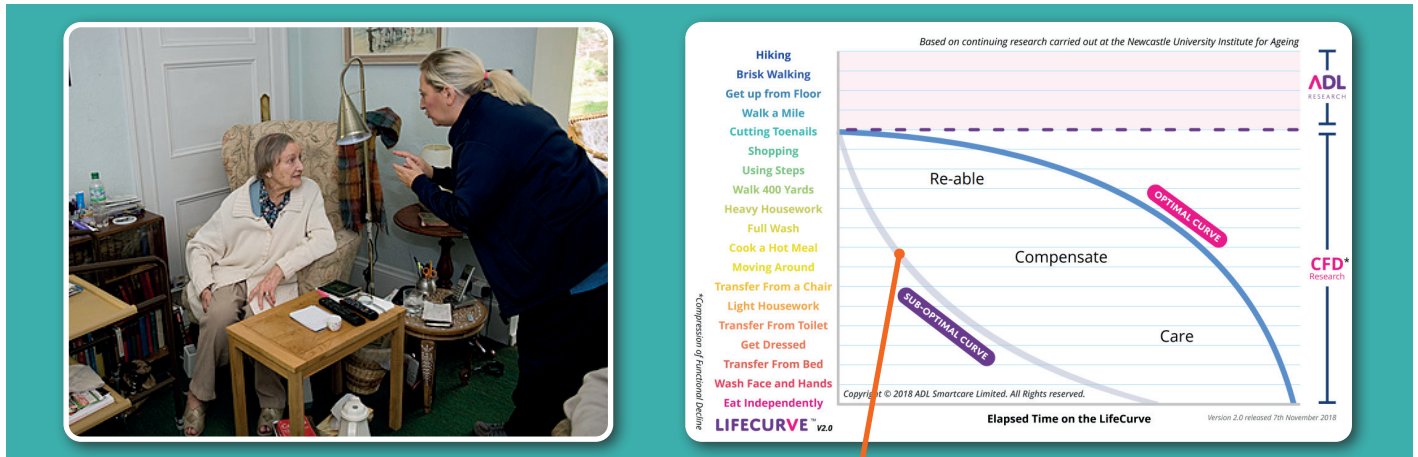 Based on continuing research carried out at the Newcastle University Institute for Ageing
Hiking
Brisk Walking
Get up from Floor
Walk a Mile
Cutting Toenails
Shopping
Using Steps
Walk 400 Yards
Heavy Housework
Full Wash
Cook a Hot Meal
Moving Around
Transfer From a Chair
Light Housework
Transfer From Toilet
Get Dressed
Transfer From Bed
Wash Face and Hands
Eat Independently
LIFECURVE™ V2.0
*Compression of Functional Decline
Re-able
Compensate
Care
OPTIMAL CURVE
SUB-OPTIMAL CURVE
Copyright © 2018 ADL Smartcare Limited. All Rights reserved.
Elapsed Time on the LifeCurve
Version 2.0 released 7th November 2018
ADL
RESEARCH
CFD*
Research